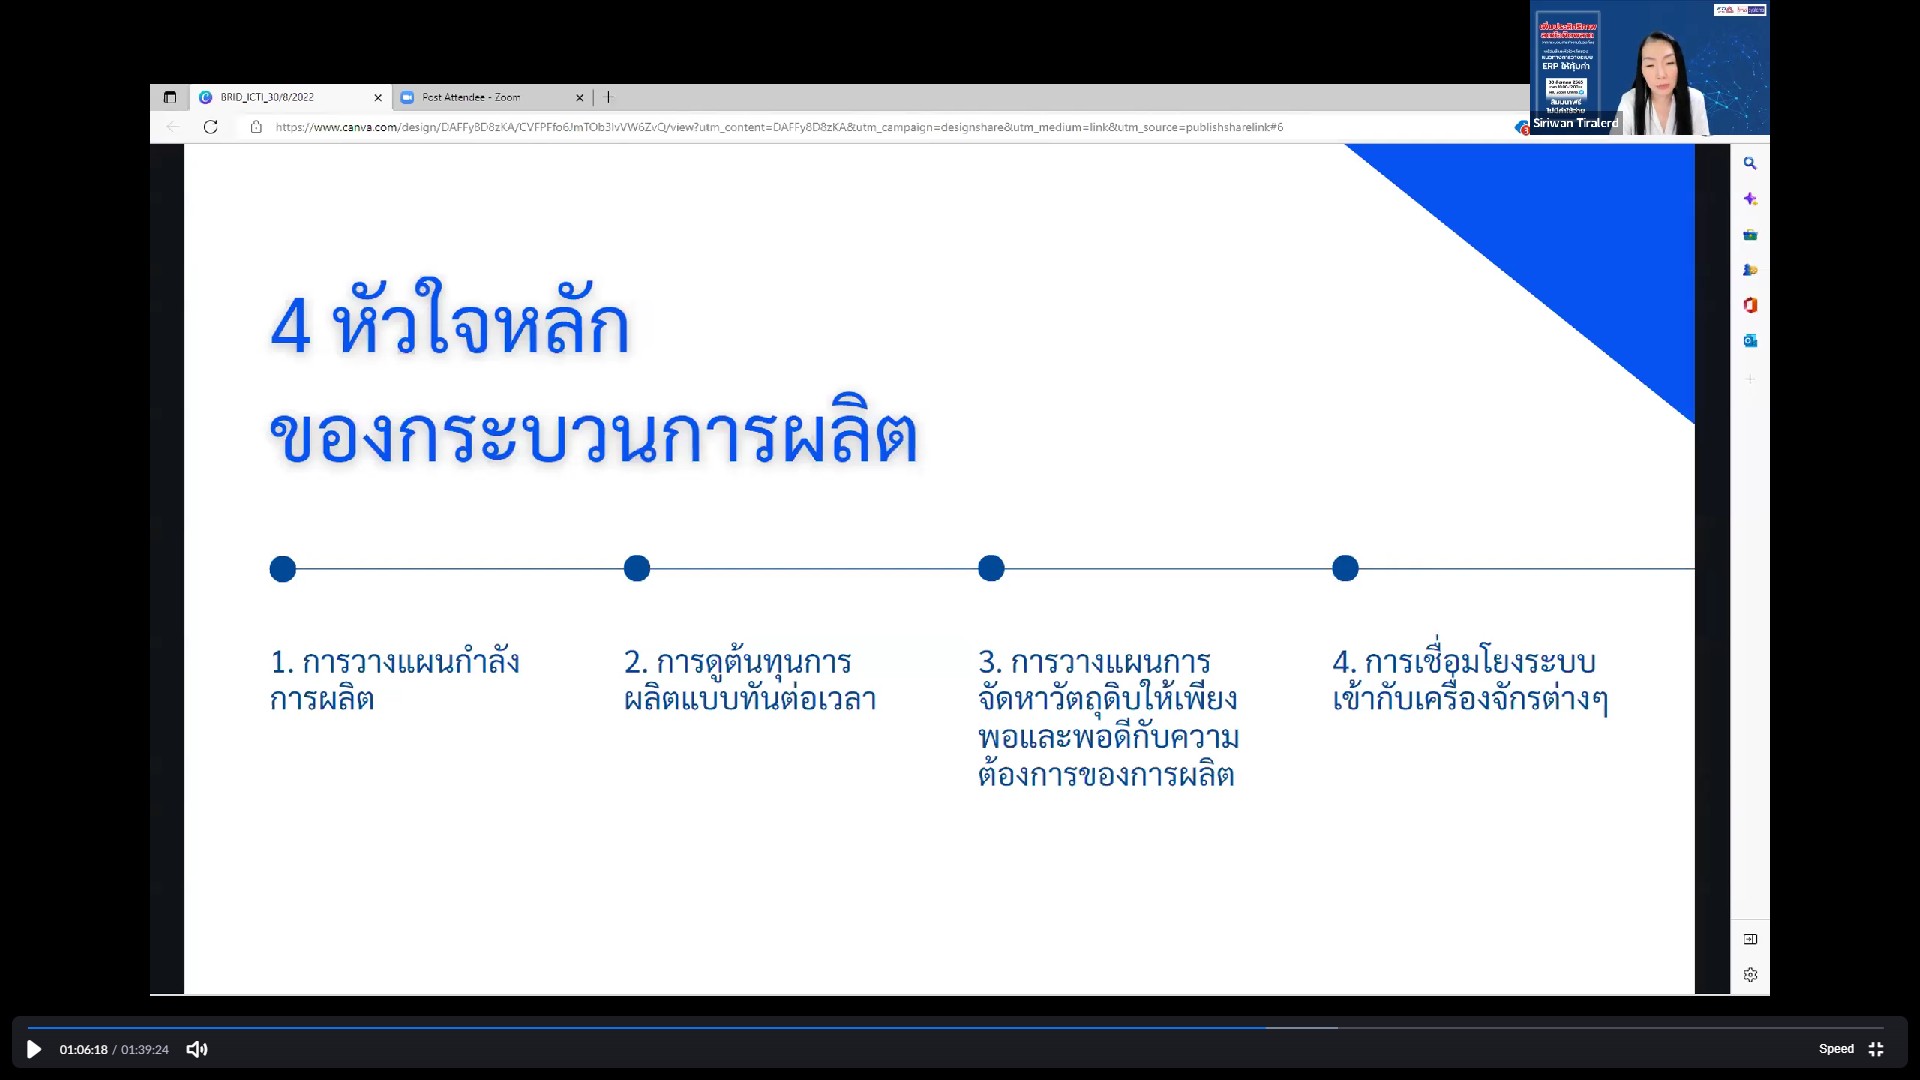 BRID_ICTI_30/8/2022
Post Attendee - Zoom
https://www.canva.com/design/DAFFy8D8zKA/CVFPFfo6JmTOb3IvVW6ZvQ/view?utm_content=DAFFy8D8zKA&utm_campaign=designshare&utm_medium=link&utm_source=publishsharelink#6
ERP ให้คุ้มค่า
Siriwan Tiralerd
4 หัวใจหลัก
ของกระบวนการผลิต
1. การวางแผนกำลัง
การผลิต
2. การดูต้นทุนการ
ผลิตแบบทันต่อเวลา
3. การวางแผนการ
จัดหาวัตถุดิบให้เพียง
พอและพอดีกับความ
ต้องการของการผลิต
4. การเชื่อมโยงระบบ
เข้ากับเครื่องจักรต่างๆ
01:06:18 / 01:39:24
Speed